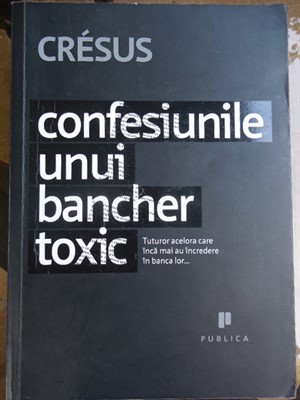 CRÉSUS
confesiunile
unui
bancher
toxic
Tuturor acelora care
încă mai au încredere
în banca lor...
PUBLICA